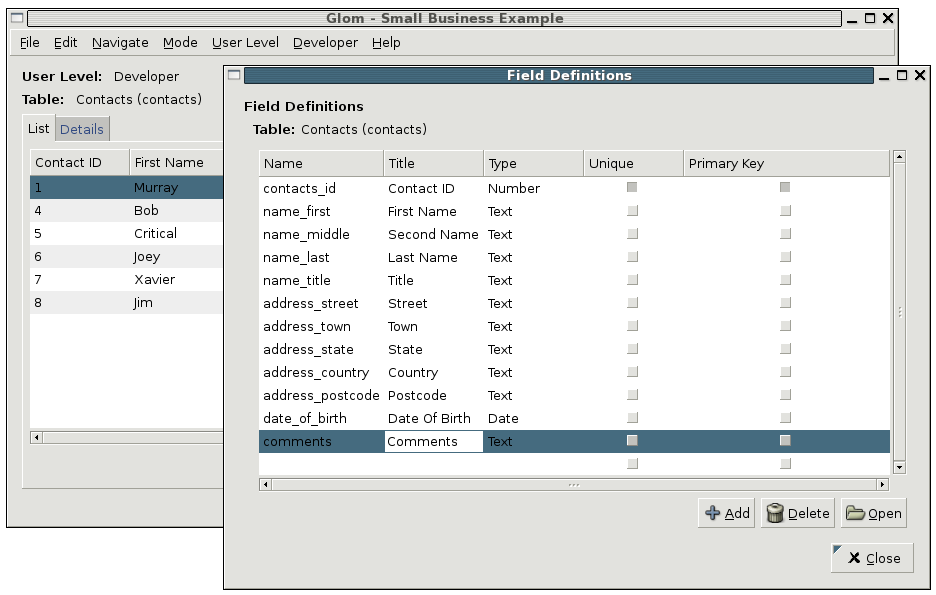 Glom - Small Business Example
File Edit Navigate Mode User Level Developer Help
User Level: Developer
Table: Contacts (contacts)
List Details
Contact ID First Name
1 Murray
4 Bob
5 Critical
6 Joey
7 Xavier
8 Jim
Field Definitions
Field Definitions
Table: Contacts (contacts)
Name Title Type Unique Primary Key
contacts_id Contact ID Number
name_first First Name Text
name_middle Second Name Text
name_last Last Name Text
name_title Title Text
address_street Street Text
address_town Town Text
address_state State Text
address_country Country Text
address_postcode Postcode Text
date_of_birth Date Of Birth Date
comments Comments Text
Add Delete Open
Close